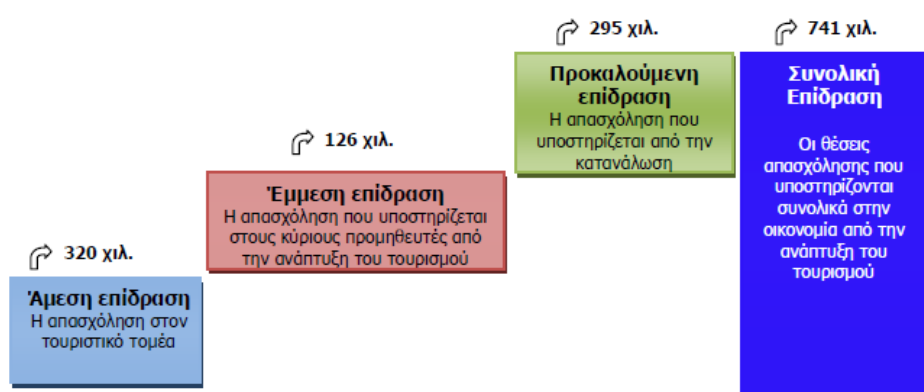 320 χιλ.
Άμεση επίδραση
Η απασχόληση στον
τουριστικό τομέα
126 χιλ.
Έμμεση επίδραση
Η απασχόληση που υποστηρίζεται
στους κύριους προμηθευτές από
την ανάπτυξη του τουρισμού
295 χιλ.
Προκαλούμενη
επίδραση
Η απασχόληση που
υποστηρίζεται από την
κατανάλωση
741 χιλ.
Συνολική
Επίδραση
Οι θέσεις
απασχόλησης που
υποστηρίζονται
συνολικά στην
οικονομία από την
ανάπτυξη του
τουρισμού